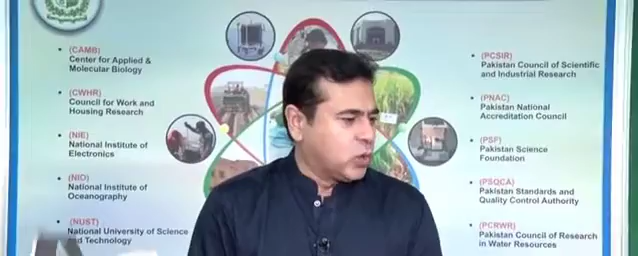 (CAMB)
Center for Applied &
Molecular Biology
(CWHR)
Council for Work and
Housing Research
(NIE)
National Institute of
Electronics
(NIO)
National Institute of
Oceanography
(NUST)
National University of Science
and Technology
(PCSIR)
Pakistan Council of Scientific
and Industrial Research
(PNAC)
Pakistan National
Accreditation Council
(PSF)
Pakistan Science
Foundation
(PSQCA)
Pakistan Standards and
Quality Control Authority
(PCRWR)
Pakistan Council of Research
in Water Resources